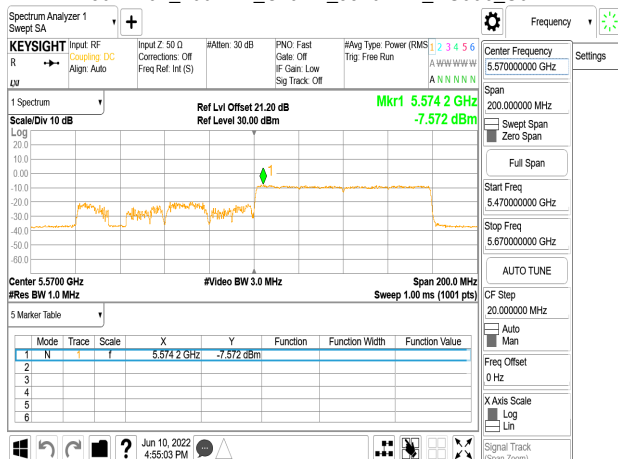 Spectrum Analyzer 1
Swept SA
Frequency
KEYSIGHT
R
LNI
Input: RF
Coupling: DC
Align: Auto
Input Z: 50 Ω
Corrections: Off
Freq Ref: Int (S)
#Atten: 30 dB
PNO: Fast
Gate: Off
IF Gain: Low
Sig Track: Off
#Avg Type: Power (RMS
Trig: Free Run
1 2 3 4 5 6
A W W W W W
A N N N N N
1 Spectrum
Scale/Div 10 dB
Ref Lvl Offset 21.20 dB
Ref Level 30.00 dBm
Mkr1 5.574 2 GHz
-7.572 dBm
Log
20.0
10.0
0.00
-10.0
-20.0
-30.0
-40.0
-50.0
-60.0
1
Center 5.5700 GHz
#Res BW 1.0 MHz
#Video BW 3.0 MHz
Span 200.0 MHz
Sweep 1.00 ms (1001 pts)
5 Marker Table
Mode Trace Scale X Y Function Function Width Function Value
1 N 1 f 5.574 2 GHz -7.572 dBm
2
3
4
5
6
Jun 10, 2022
4:55:03 PM
?
Center Frequency
5.570000000 GHz
Settings
Span
200.000000 MHz
Swept Span
Zero Span
Full Span
Start Freq
5.470000000 GHz
Stop Freq
5.670000000 GHz
AUTO TUNE
CF Step
20.000000 MHz
Auto
Man
Freq Offset
0 Hz
X Axis Scale
Log
Lin
Signal Track
(Span Zoom)